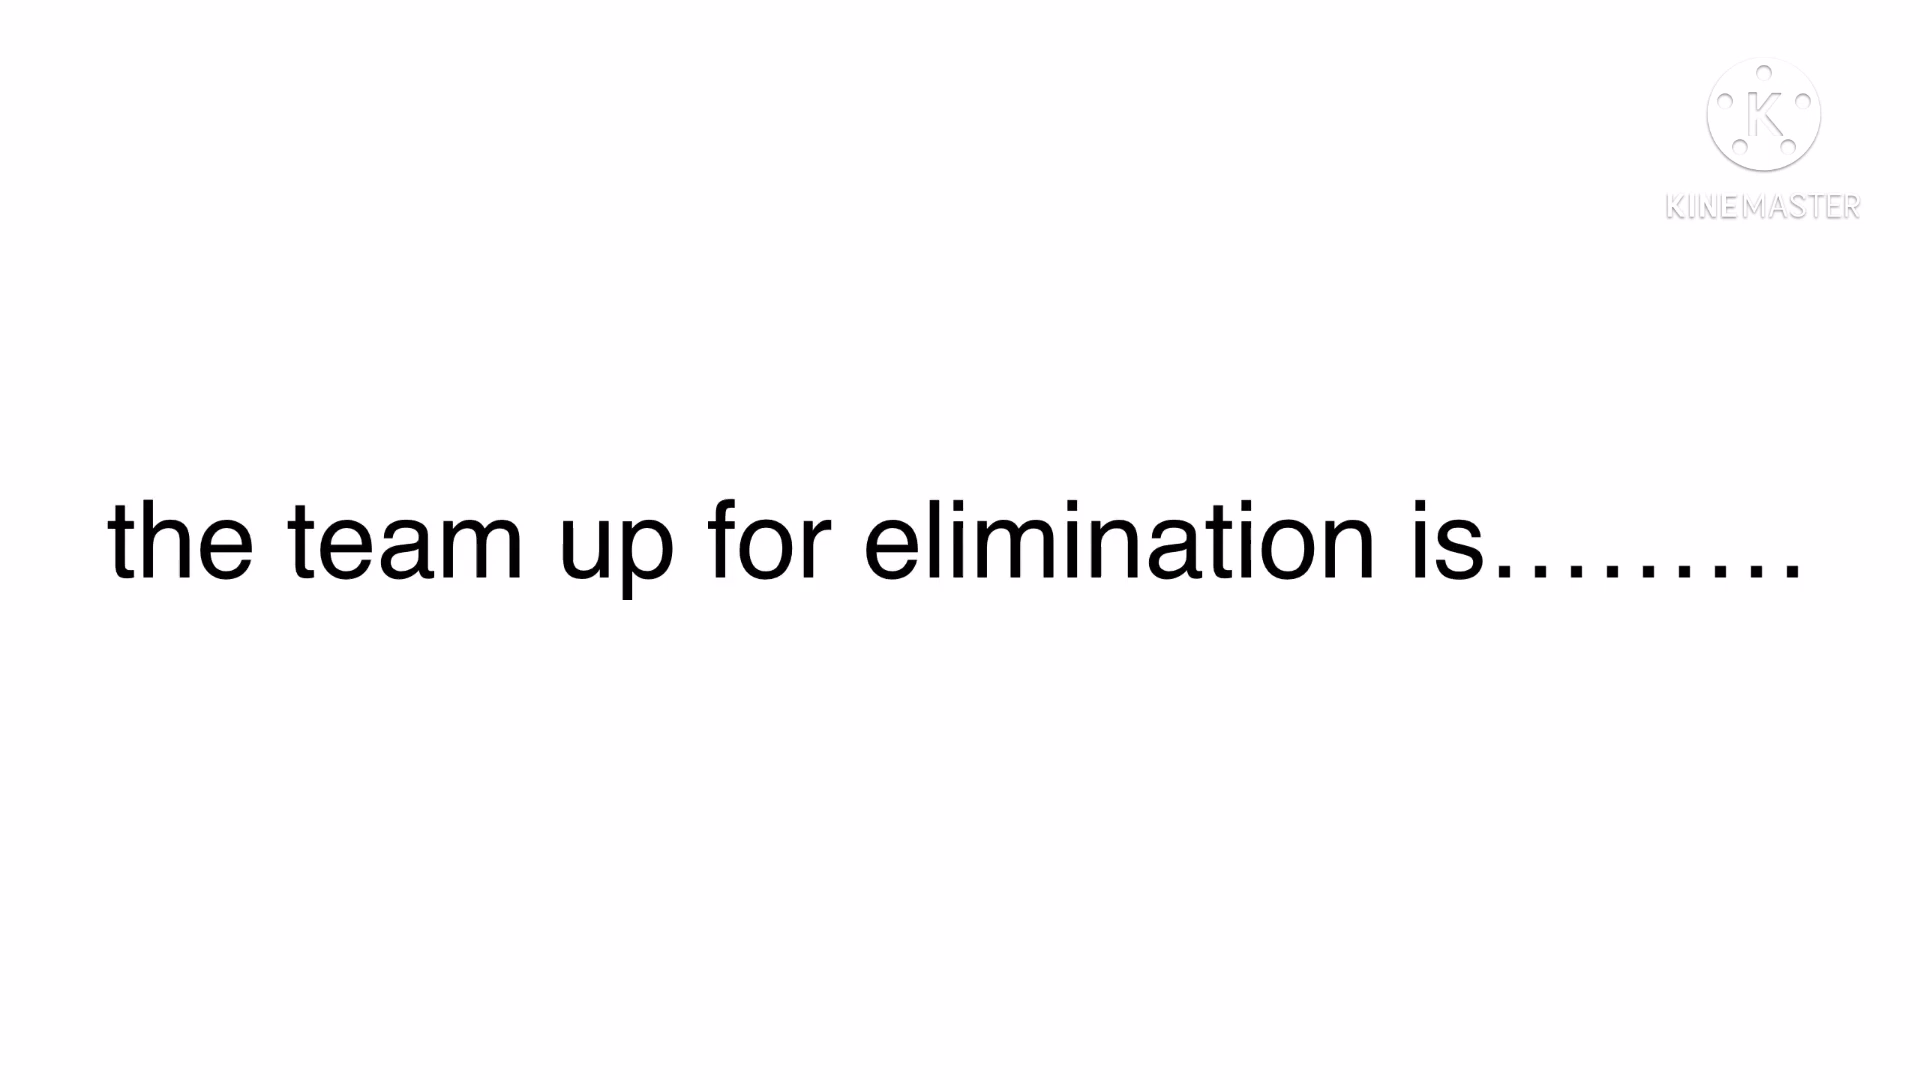 K
KINEMASTER
the team up for elimination is.........